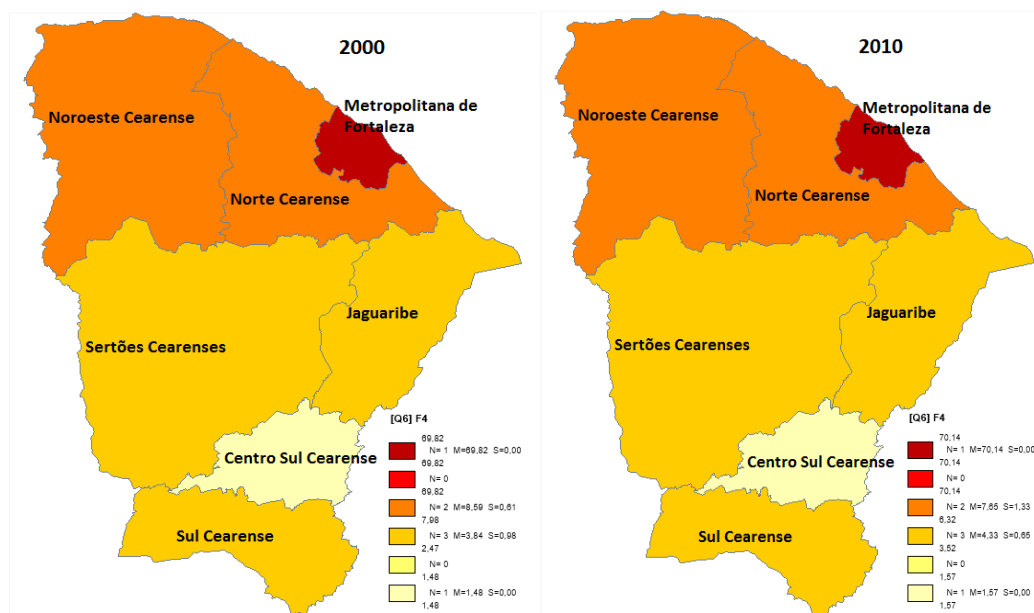 2000
Noroeste Cearense
Metropolitana de
Fortaleza
Norte Cearense
Jaguaribe
Sertões Cearenses
Centro Sul Cearense
Sul Cearense
[Q6] F4
69,82
N= 1 M=69,82 S=0,00
69,82
N= 0
69,82
N= 2 M=8,59 S=0,61
7,98
N= 3 M=3,84 S=0,98
2,47
N= 0
1,48
N= 1 M=1,48 S=0,00
1,48
2010
Noroeste Cearense
Metropolitana de
Fortaleza
Norte Cearense
Jaguaribe
Sertões Cearenses
Centro Sul Cearense
Sul Cearense
[Q6] F4
70,14
N= 1 M=70,14 S=0,00
70,14
N= 0
70,14
N= 2 M=7,65 S=1,33
6,32
N= 3 M=4,33 S=0,65
3,52
N= 0
1,57
N= 1 M=1,57 S=0,00
1,57